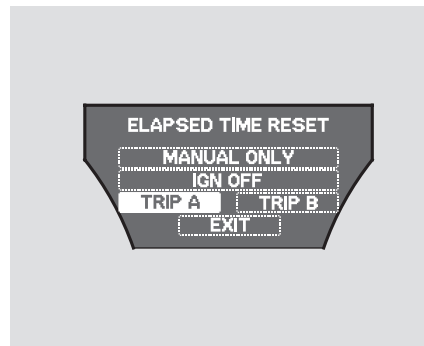 ELAPSED TIME RESET
MANUAL ONLY
IGN OFF
TRIP A TRIP B
EXIT